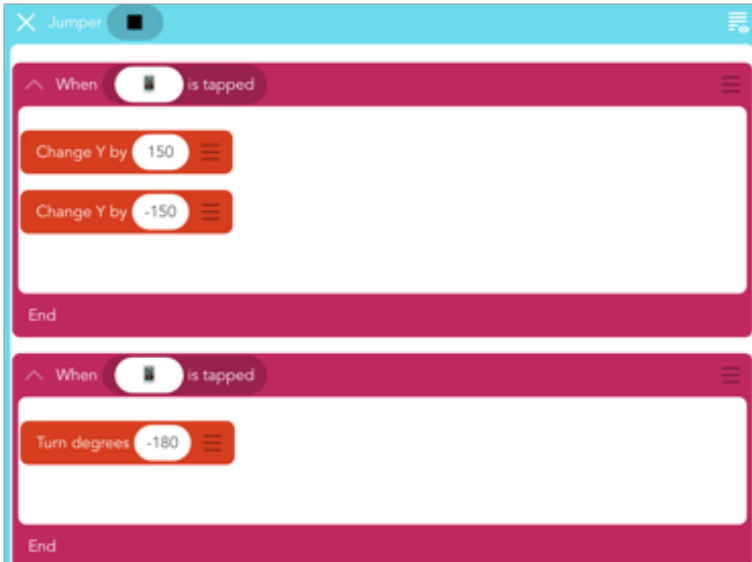 Jumper
When is tapped
Change Y by 150
Change Y by -150
End
When is tapped
Turn degrees -180
End